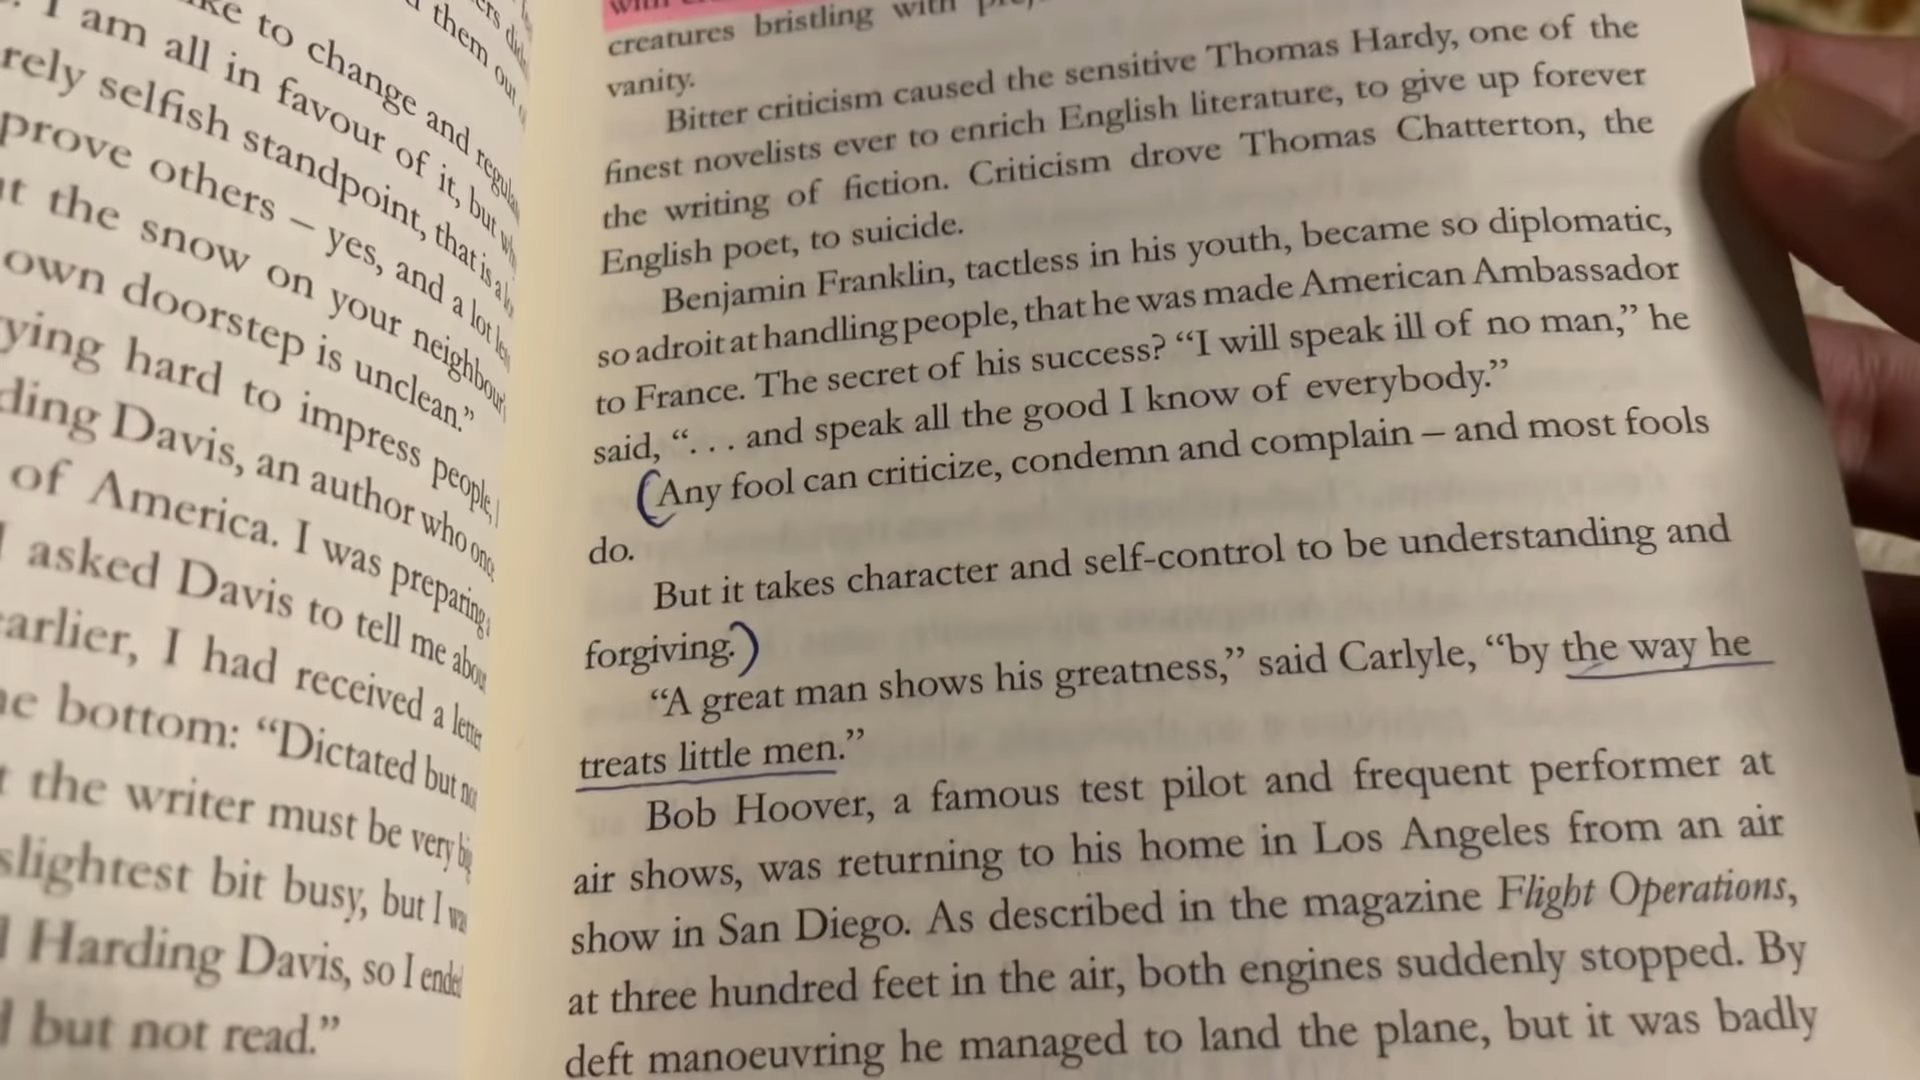 ke to change and
I am all in favour of it, but
rely selfish standpoint, that is a
prove others – yes, and a lot
t the snow on your neighbour's
own doorstep is unclean.”
ying hard to impress people,
ding Davis, an author who once
of America. I was preparing
I asked Davis to tell me about
earlier, I had received a letter
he bottom: “Dictated but not
t the writer must be very big
slightest bit busy, but I was
Harding Davis, so I ended
but not read.”
creatures bristling with
vanity.
Bitter criticism caused the sensitive Thomas Hardy, one of the
finest novelists ever to enrich English literature, to give up forever
the writing of fiction. Criticism drove Thomas Chatterton, the
English poet, to suicide.
Benjamin Franklin, tactless in his youth, became so diplomatic,
so adroit at handling people, that he was made American Ambassador
to France. The secret of his success? “I will speak ill of no man,” he
said, “. . . and speak all the good I know of everybody.”
Any fool can criticize, condemn and complain – and most fools
do.
But it takes character and self-control to be understanding and
forgiving.
“A great man shows his greatness,” said Carlyle, “by the way he
treats little men.”
Bob Hoover, a famous test pilot and frequent performer at
air shows, was returning to his home in Los Angeles from an air
show in San Diego. As described in the magazine Flight Operations,
at three hundred feet in the air, both engines suddenly stopped. By
deft manoeuvring he managed to land the plane, but it was badly